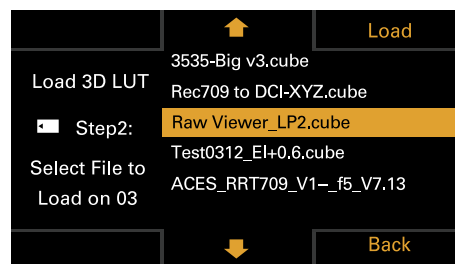 Load
Load 3D LUT
Step2:
Select File to
Load on 03
3535-Big v3.cube
Rec709 to DCI-XYZ.cube
Raw Viewer_LP2.cube
Test0312_EI+0.6.cube
ACES_RRT709_V1–_f5_V7.13
Back